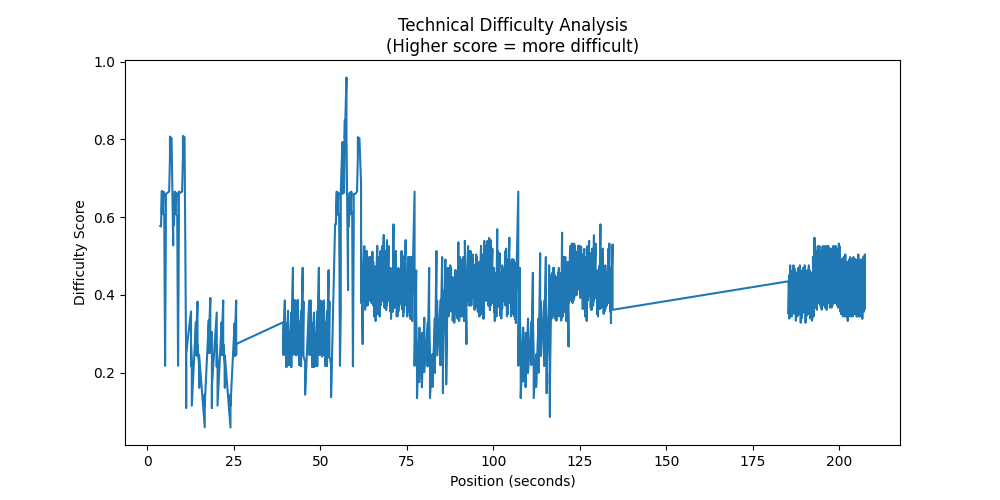 Technical Difficulty Analysis
(Higher score = more difficult)
1.0
0.8
0.6
0.4
0.2
Difficulty Score
0 25 50 75 100 125 150 175 200
Position (seconds)